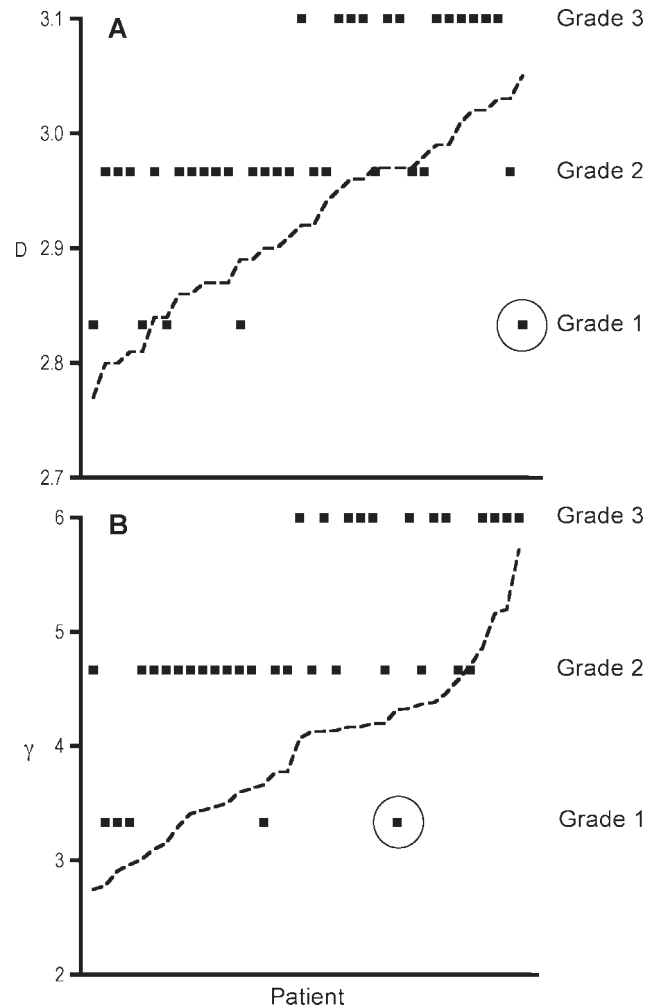 3.1 A Grade 3
3.0
Grade 2
D 2.9
Grade 1
2.8
2.7
6 B Grade 3
5
Grade 2
γ 4
Grade 1
3
2
Patient